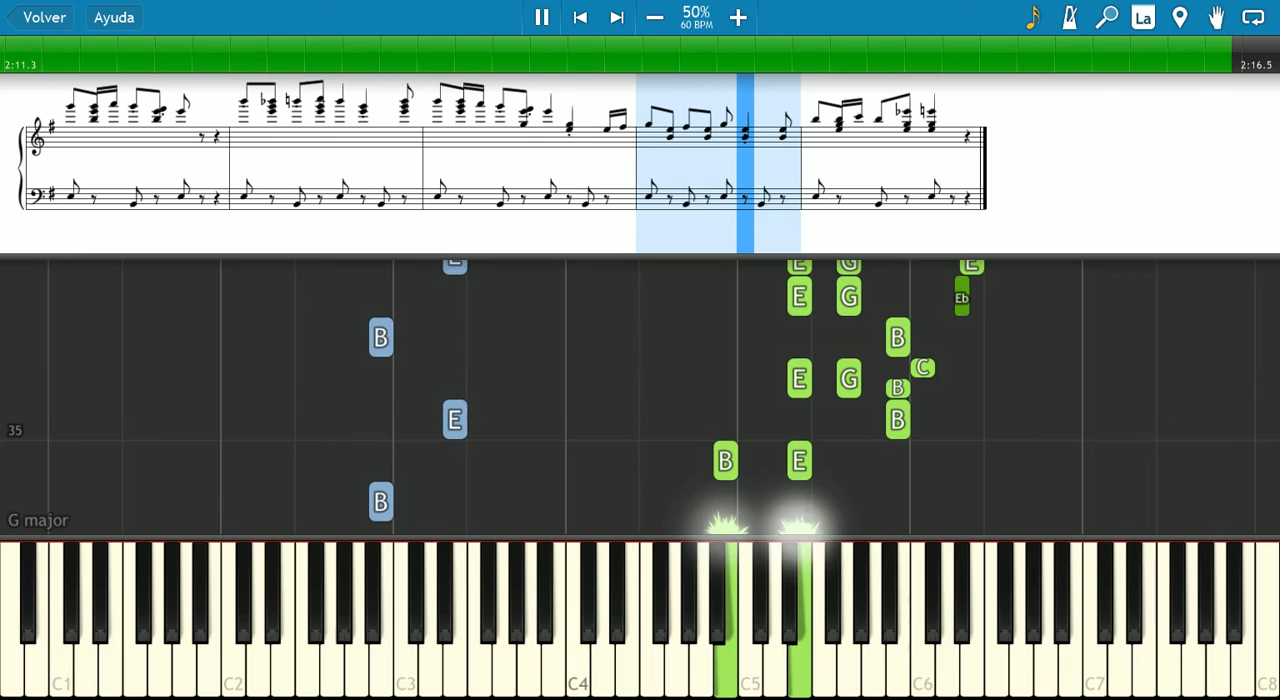 Volver Ayuda 50% La
60 BPM
2:11.3 2:16.5
E E G E
E G Eb
B B
E G C
B
E B
35
B E
B
G major
C1 C2 C3 C4 C5 C6 C7 C8